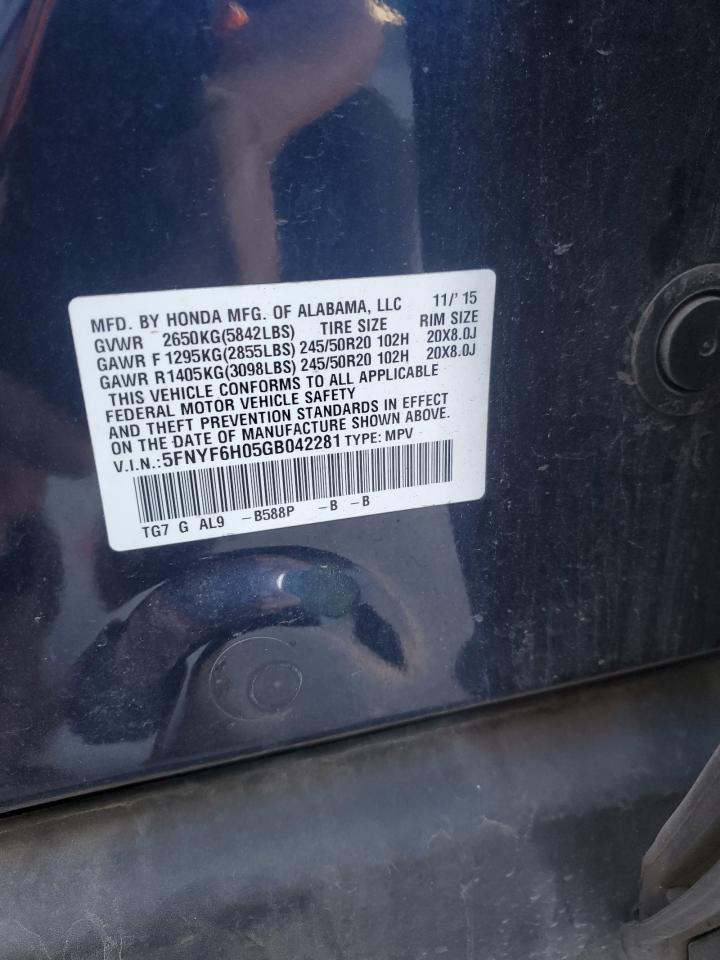 MFD. BY HONDA MFG. OF ALABAMA, LLC 11/'15
GVWR 2650KG(5842LBS) TIRE SIZE RIM SIZE
GAWR F 1295KG(2855LBS) 245/50R20 102H 20X8.0J
GAWR R 1405KG(3098LBS) 245/50R20 102H 20X8.0J
THIS VEHICLE CONFORMS TO ALL APPLICABLE
FEDERAL MOTOR VEHICLE SAFETY
AND THEFT PREVENTION STANDARDS IN EFFECT
ON THE DATE OF MANUFACTURE SHOWN ABOVE.
V.I.N.:5FNYF6H05GB042281 TYPE: MPV
TG7 G AL9 -B588P -B -B